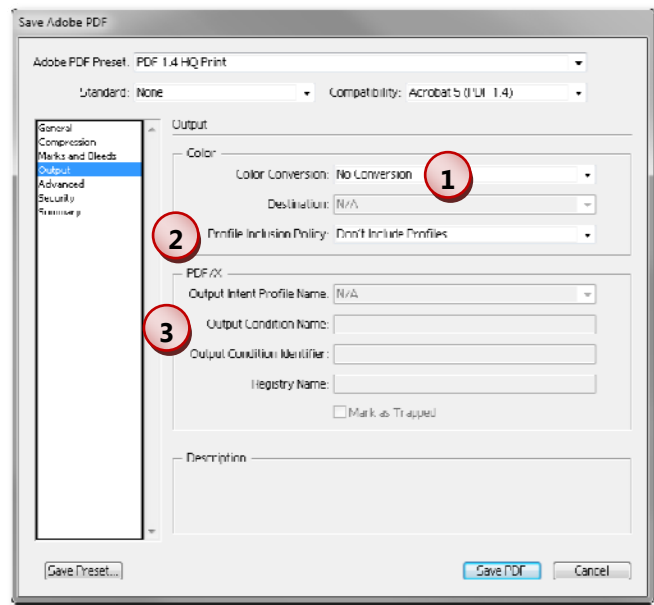 Save Adobe PDF
Adobe PDF Preset: PDF 1.4 HQ Print
Standard: None Compatibility: Acrobat 5 (PDF 1.4)
General
Compression
Marks and Bleeds
Output
Advanced
Security
Summary
Output
Color
Color Conversion: No Conversion 1
Destination: N/A
2 Profile Inclusion Policy: Don't Include Profiles
PDF/X
Output Intent Profile Name: N/A
3 Output Condition Name:
Output Condition Identifier:
Registry Name:
Mark as Trapped
Description
Save Preset... Save PDF Cancel